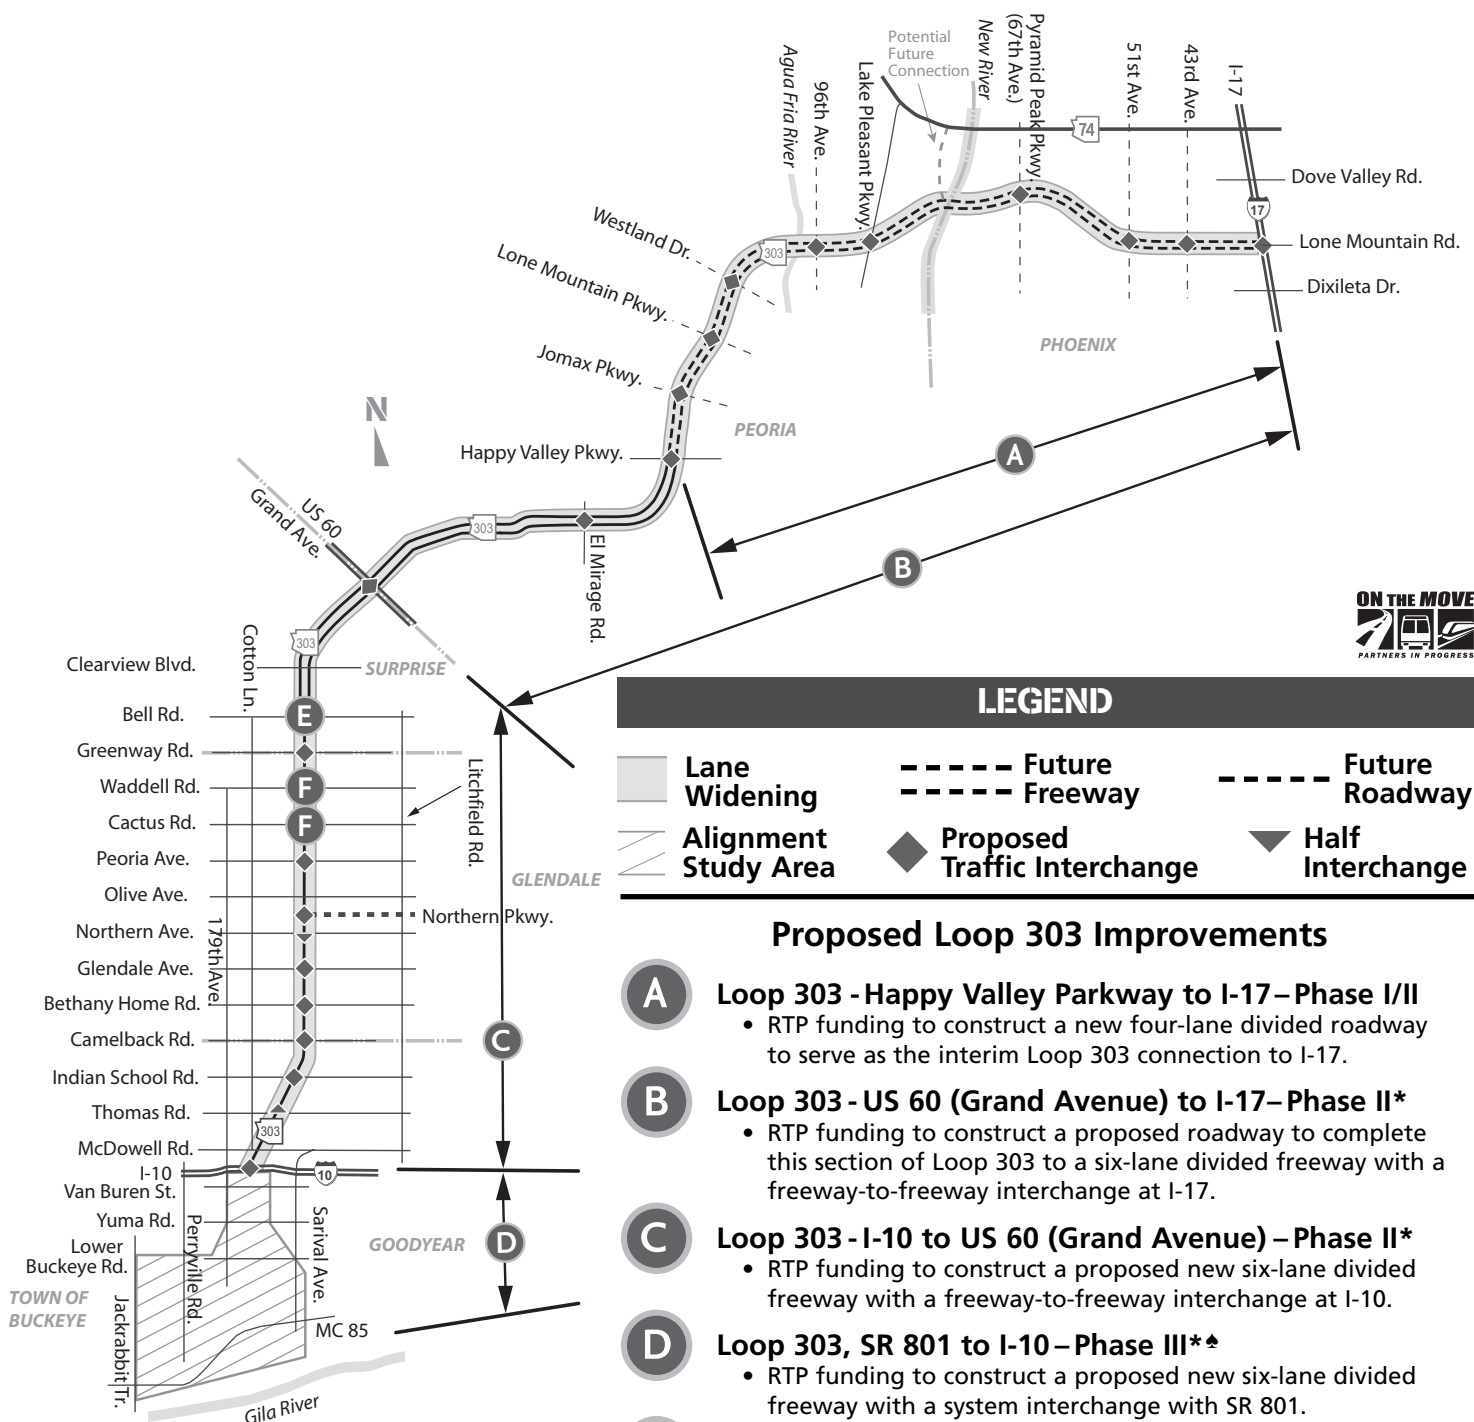 Potential
Future
Connection
New River
Pyramid Peak Pkwy.
(67th Ave.)
Agua Fria River
96th Ave.
Lake Pleasant Pkwy.
51st Ave.
43rd Ave.
I-17
74
Dove Valley Rd.
17
Lone Mountain Rd.
Dixileta Dr.
Westland Dr.
303
Lone Mountain Pkwy.
Jomax Pkwy.
PHOENIX
N
PEORIA
Happy Valley Pkwy.
A
US 60
Grand Ave.
303
El Mirage Rd.
B
303
Cotton Ln.
Clearview Blvd.
SURPRISE
Bell Rd.
E
Greenway Rd.
Waddell Rd.
F
Cactus Rd.
F
Litchfield Rd.
Peoria Ave.
GLENDALE
Olive Ave.
Northern Pkwy.
179th Ave.
Northern Ave.
Glendale Ave.
Bethany Home Rd.
Camelback Rd.
C
Indian School Rd.
Thomas Rd.
303
McDowell Rd.
I-10
10
Van Buren St.
Yuma Rd.
Perryville Rd.
Sarival Ave.
GOODYEAR
D
Lower
Buckeye Rd.
TOWN OF
BUCKEYE
Jackrabbit Tr.
MC 85
Gila River
ON THE MOVE
PARTNERS IN PROGRESS
LEGEND
Lane
Widening
Future
Freeway
Future
Roadway
Alignment
Study Area
Proposed
Traffic Interchange
Half
Interchange
Proposed Loop 303 Improvements
A
Loop 303 - Happy Valley Parkway to I-17 – Phase I/II
• RTP funding to construct a new four-lane divided roadway
to serve as the interim Loop 303 connection to I-17.
B
Loop 303 - US 60 (Grand Avenue) to I-17– Phase II*
• RTP funding to construct a proposed roadway to complete
this section of Loop 303 to a six-lane divided freeway with a
freeway-to-freeway interchange at I-17.
C
Loop 303 - I-10 to US 60 (Grand Avenue) – Phase II*
• RTP funding to construct a proposed new six-lane divided
freeway with a freeway-to-freeway interchange at I-10.
D
Loop 303, SR 801 to I-10 – Phase III*♠
• RTP funding to construct a proposed new six-lane divided
freeway with a system interchange with SR 801.